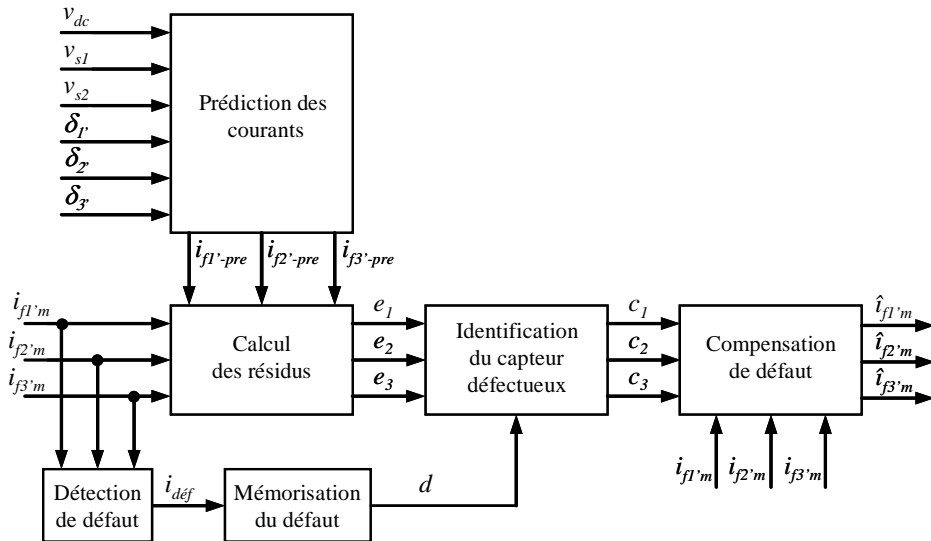 v_dc
v_s1
v_s2
δ_1'
δ_2'
δ_3'
Prédiction des
courants
i_f1'-pre
i_f2'-pre
i_f3'-pre
i_f1'm
i_f2'm
i_f3'm
Calcul
des résidus
e_1
e_2
e_3
Identification
du capteur
défectueux
c_1
c_2
c_3
Compensation
de défaut
î_f1'm
î_f2'm
î_f3'm
i_f1'm
i_f2'm
i_f3'm
Détection
de défaut
i_déf
Mémorisation
du défaut
d